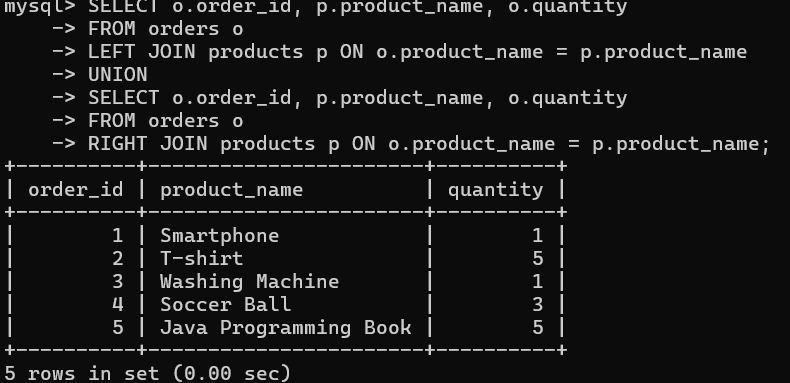 mysql> SELECT o.order_id, p.product_name, o.quantity
    -> FROM orders o
    -> LEFT JOIN products p ON o.product_name = p.product_name
    -> UNION
    -> SELECT o.order_id, p.product_name, o.quantity
    -> FROM orders o
    -> RIGHT JOIN products p ON o.product_name = p.product_name;
+----------+-----------------------+----------+
| order_id | product_name          | quantity |
+----------+-----------------------+----------+
|        1 | Smartphone            |        1 |
|        2 | T-shirt               |        5 |
|        3 | Washing Machine       |        1 |
|        4 | Soccer Ball           |        3 |
|        5 | Java Programming Book |        5 |
+----------+-----------------------+----------+
5 rows in set (0.00 sec)